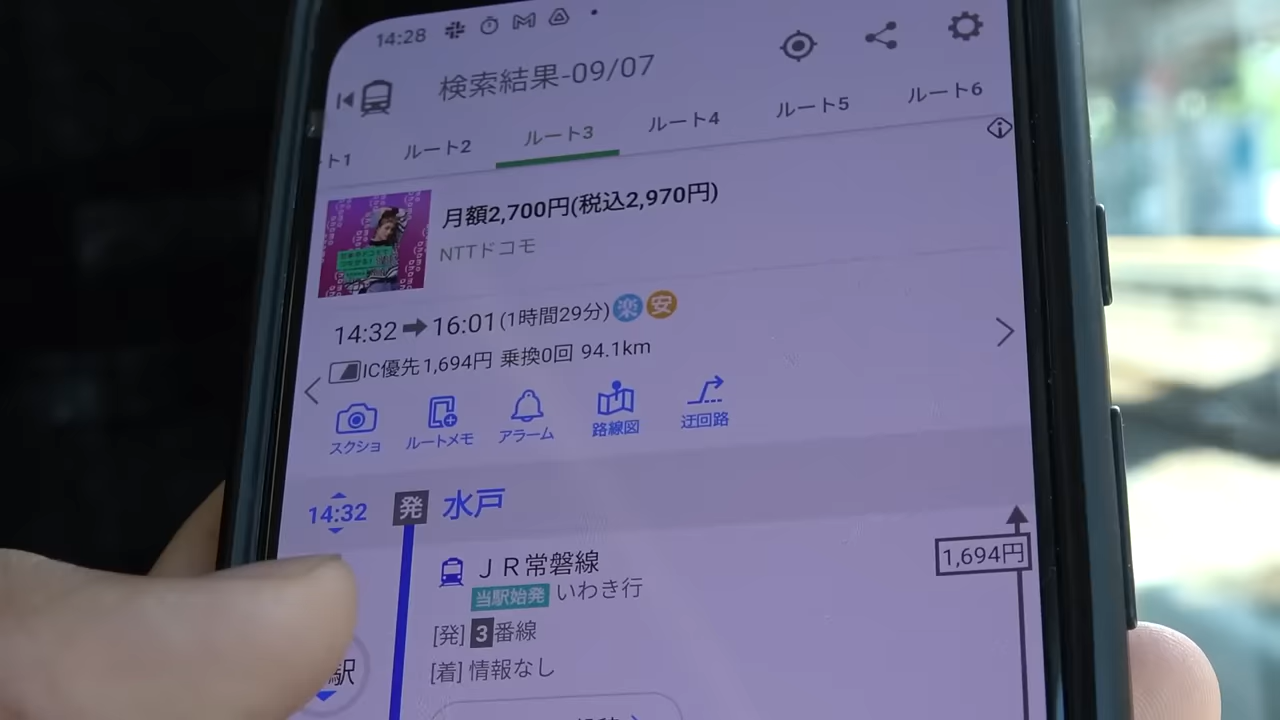 14:28
検索結果-09/07
ト1 ルート2 ルート3 ルート4 ルート5 ルート6
月額2,700円(税込2,970円)
NTTドコモ
14:32➡16:01(1時間29分)楽安
IC優先1,694円 乗換0回 94.1km
スクショ ルートメモ アラーム 路線図 迂回路
14:32 発 水戸
ＪＲ常磐線
1,694円
当駅始発 いわき行
[発]3番線
駅
[着]情報なし